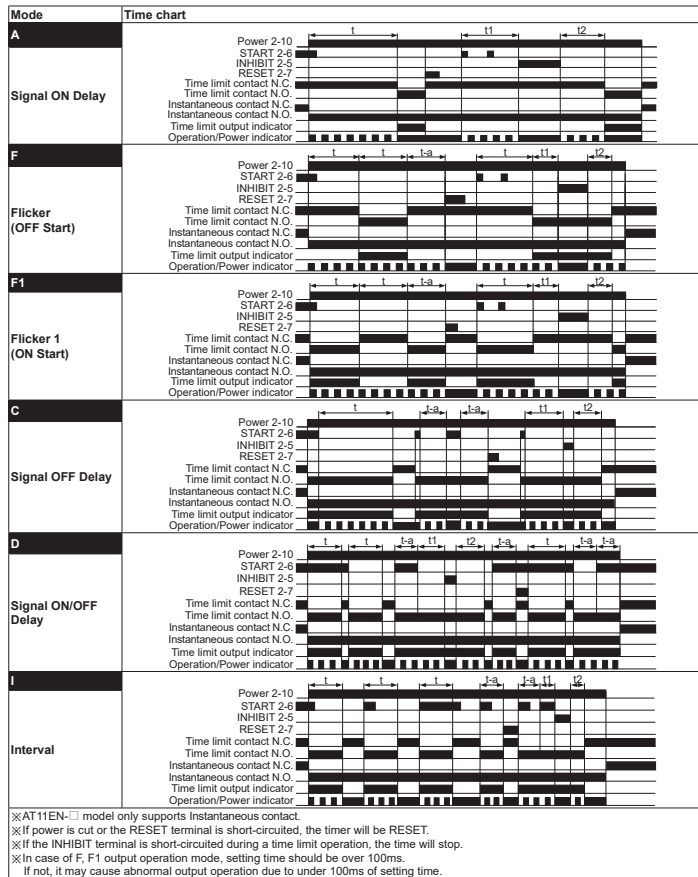 Mode Time chart
A
t t1 t2
Power 2-10
START 2-6
INHIBIT 2-5
RESET 2-7
Time limit contact N.C.
Time limit contact N.O.
Instantaneous contact N.C.
Instantaneous contact N.O.
Time limit output indicator
Operation/Power indicator
Signal ON Delay
F
t t t-a t t1 t2
Power 2-10
START 2-6
INHIBIT 2-5
RESET 2-7
Time limit contact N.C.
Time limit contact N.O.
Instantaneous contact N.C.
Instantaneous contact N.O.
Time limit output indicator
Operation/Power indicator
Flicker
(OFF Start)
F1
t t t-a t t1 t2
Power 2-10
START 2-6
INHIBIT 2-5
RESET 2-7
Time limit contact N.C.
Time limit contact N.O.
Instantaneous contact N.C.
Instantaneous contact N.O.
Time limit output indicator
Operation/Power indicator
Flicker 1
(ON Start)
C
t t-a t-a t1 t2
Power 2-10
START 2-6
INHIBIT 2-5
RESET 2-7
Time limit contact N.C.
Time limit contact N.O.
Instantaneous contact N.C.
Instantaneous contact N.O.
Time limit output indicator
Operation/Power indicator
Signal OFF Delay
D
t t t-a t1 t2 t-a t t-a t-a
Power 2-10
START 2-6
INHIBIT 2-5
RESET 2-7
Time limit contact N.C.
Time limit contact N.O.
Instantaneous contact N.C.
Instantaneous contact N.O.
Time limit output indicator
Operation/Power indicator
Signal ON/OFF
Delay
I
t t t t-a t-a t1 t2
Power 2-10
START 2-6
INHIBIT 2-5
RESET 2-7
Time limit contact N.C.
Time limit contact N.O.
Instantaneous contact N.C.
Instantaneous contact N.O.
Time limit output indicator
Operation/Power indicator
Interval
※AT11EN-□ model only supports Instantaneous contact.
※If power is cut or the RESET terminal is short-circuited, the timer will be RESET.
※If the INHIBIT terminal is short-circuited during a time limit operation, the time will stop.
※In case of F, F1 output operation mode, setting time should be over 100ms.
If not, it may cause abnormal output operation due to under 100ms of setting time.